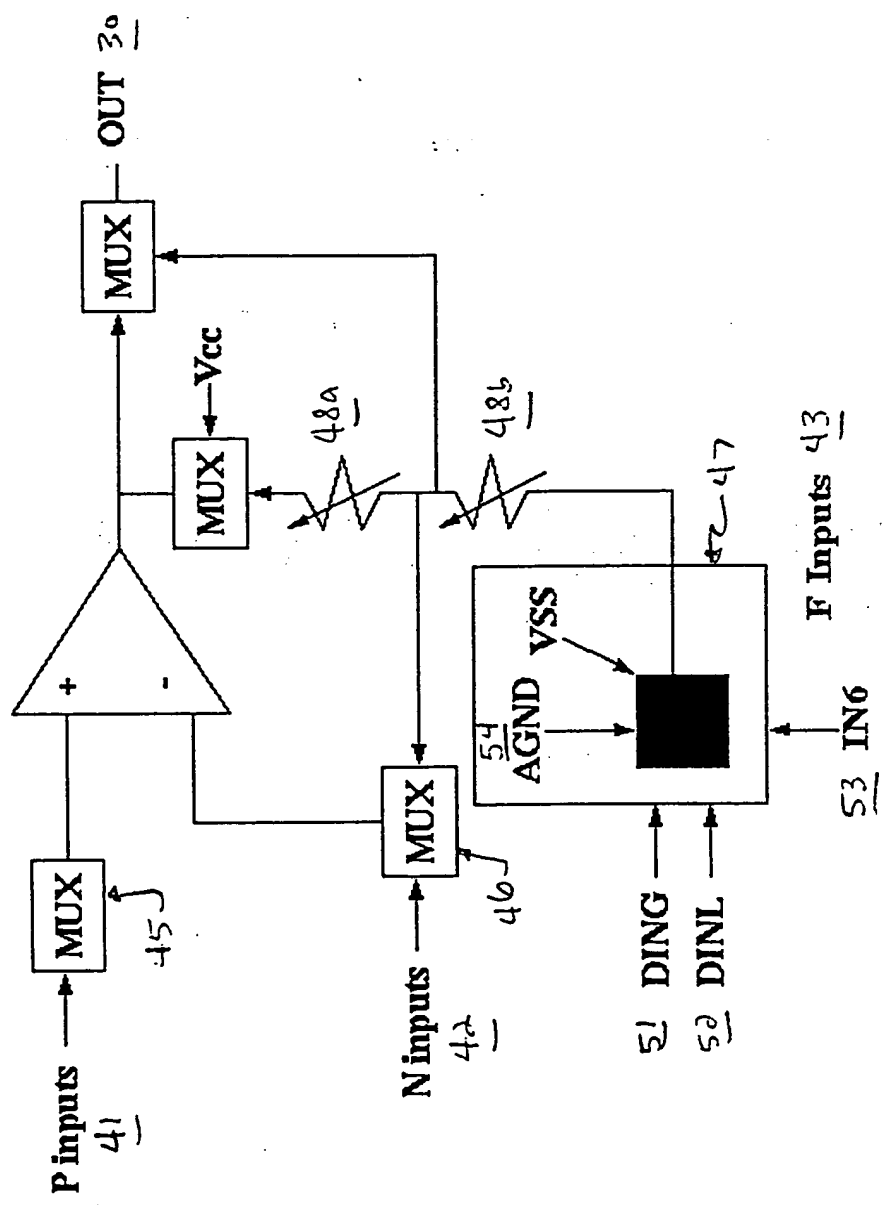 P inputs
41
MUX
45
+
-
MUX
OUT 30
MUX
Vcc
48a
48b
N inputs
42
MUX
46
54
AGND
VSS
47
F Inputs 43
51 DING
52 DINL
53 IN6